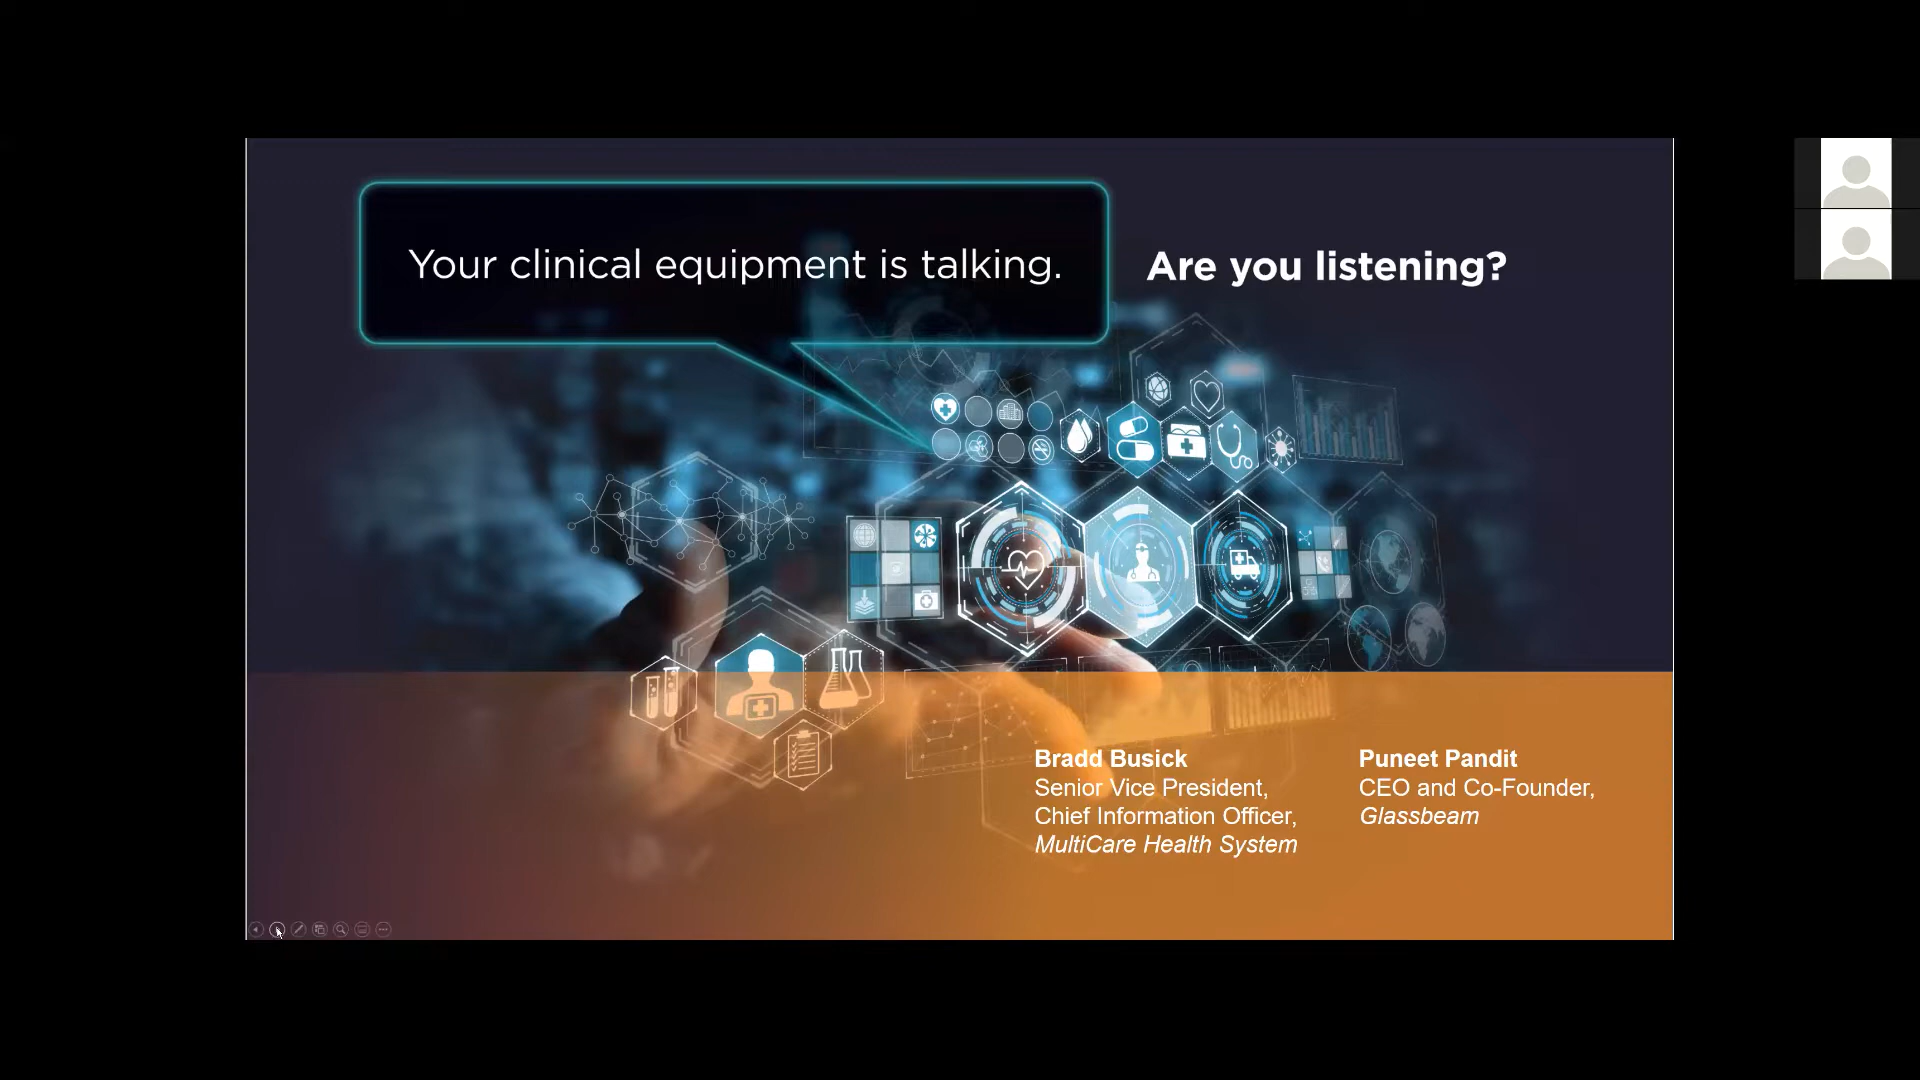 Your clinical equipment is talking.
Are you listening?
Bradd Busick
Senior Vice President,
Chief Information Officer,
MultiCare Health System
Puneet Pandit
CEO and Co-Founder,
Glassbeam